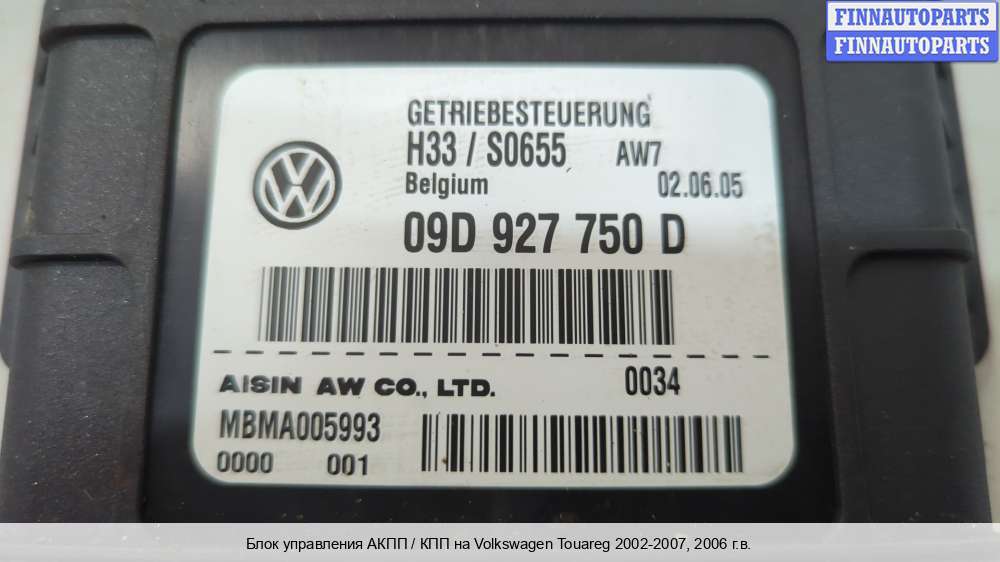 FINNAUTOPARTS
FINNAUTOPARTS
GETRIEBESTEUERUNG
H33 / S0655 AW7
Belgium 02.06.05
09D 927 750 D
AISIN AW CO., LTD. 0034
MBMA005993
0000 001
Блок управления АКПП / КПП на Volkswagen Touareg 2002-2007, 2006 г.в.